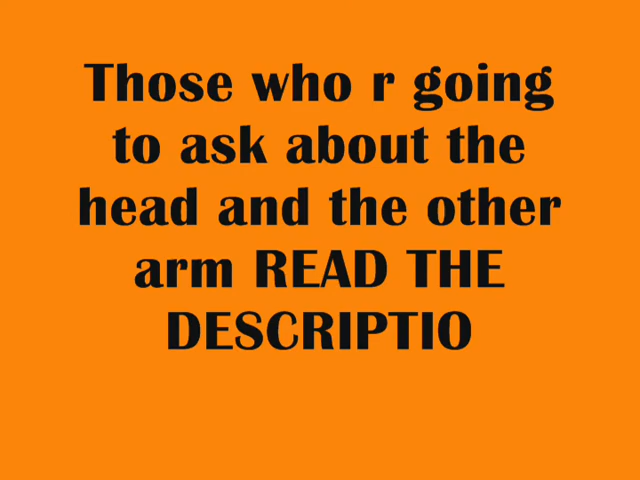 Those who r going
to ask about the
head and the other
arm READ THE
DESCRIPTIO